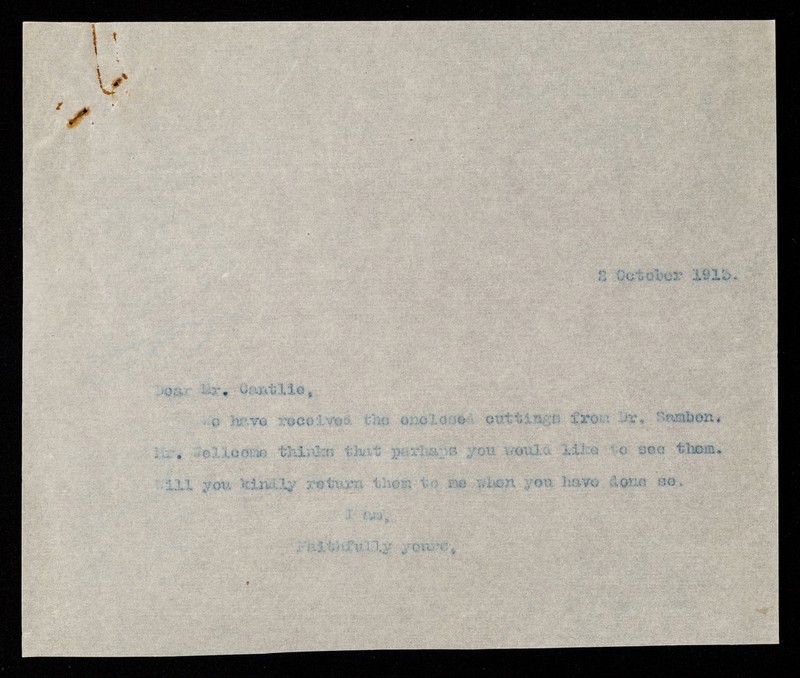 2 October 1913.
Dear Mr. Cantlie,
We have received the enclosed cuttings from Dr. Sambon.
Mr. Wellcome thinks that perhaps you would like to see them.
Will you kindly return them to me when you have done so.
I am,
Faithfully yours,